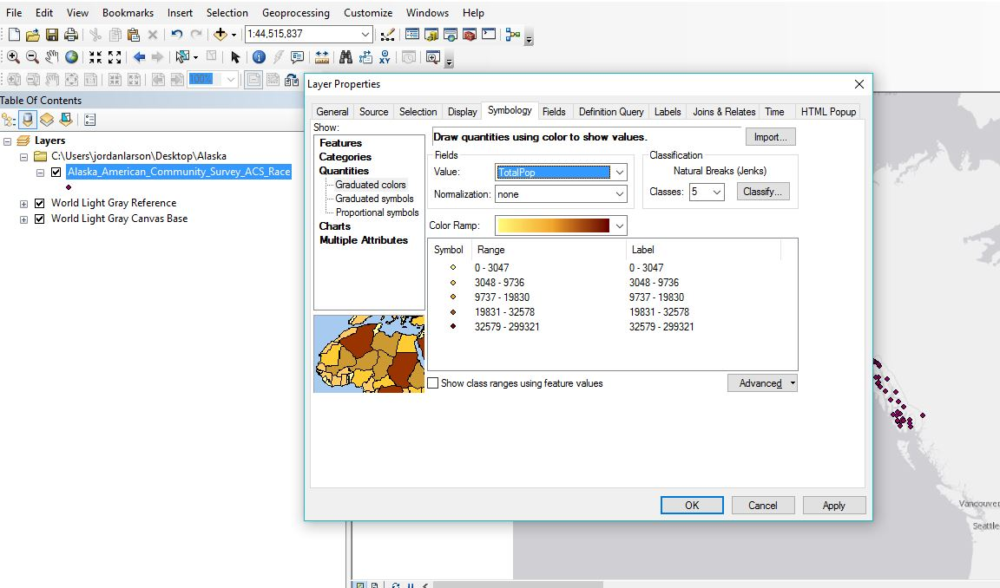 File Edit View Bookmarks Insert Selection Geoprocessing Customize Windows Help
1:44,515,837
XY
1:1
100%
Table Of Contents
Layers
C:\Users\jordanlarson\Desktop\Alaska
Alaska_American_Community_Survey_ACS_Race
World Light Gray Reference
World Light Gray Canvas Base
Layer Properties
General Source Selection Display Symbology Fields Definition Query Labels Joins & Relates Time HTML Popup
Show:
Features
Categories
Quantities
Graduated colors
Graduated symbols
Proportional symbols
Charts
Multiple Attributes
Draw quantities using color to show values.
Import...
Fields
Value: TotalPop
Normalization: none
Classification
Natural Breaks (Jenks)
Classes: 5 Classify...
Color Ramp:
Symbol Range Label
0 - 3047 0 - 3047
3048 - 9736 3048 - 9736
9737 - 19830 9737 - 19830
19831 - 32578 19831 - 32578
32579 - 299321 32579 - 299321
Show class ranges using feature values
Advanced
OK Cancel Apply
Vancouver
Seattle